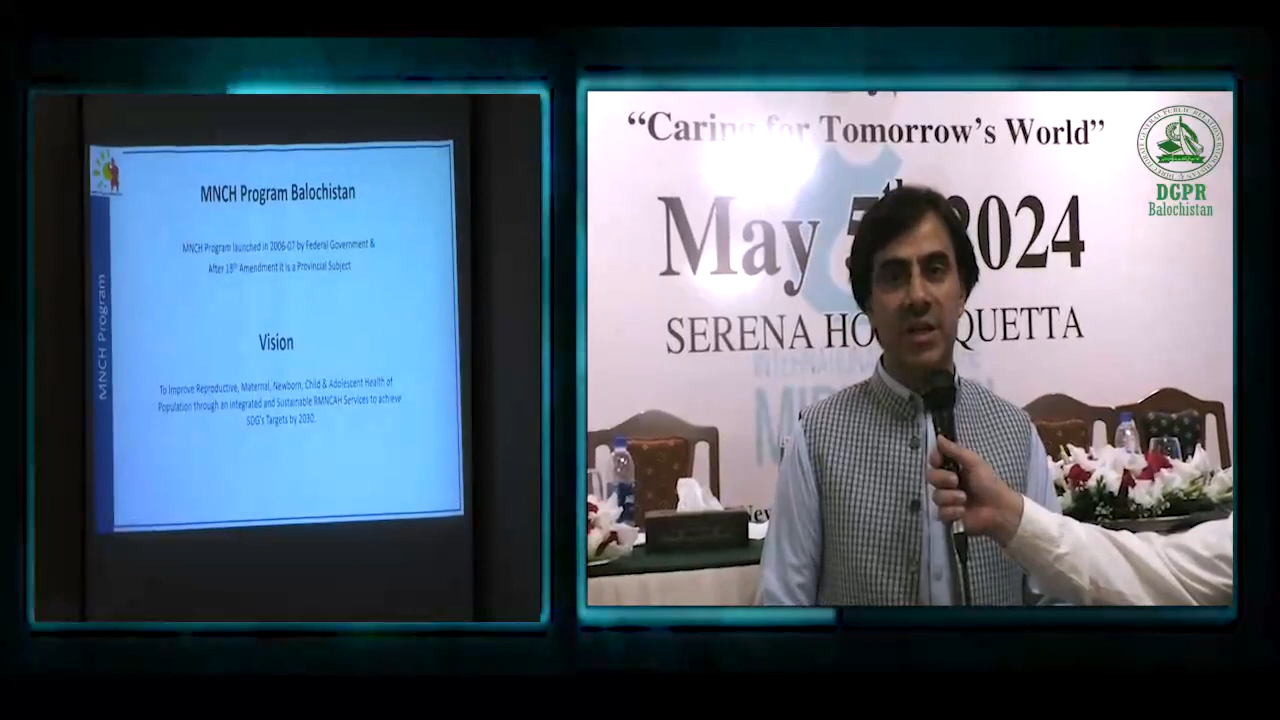 MNCH Program Balochistan
MNCH Program launched in 2006-07 by Federal Government &
After 18th Amendment it is a Provincial Subject
Vision
To Improve Reproductive, Maternal, Newborn, Child & Adolescent Health of
Population through an integrated and Sustainable RMNCAH Services to achieve
SDG's Targets by 2030.
MNCH Program
“Caring for Tomorrow's World”
May 5th 2024
SERENA HO QUETTA
INTERNATIONAL
DGPR
Balochistan